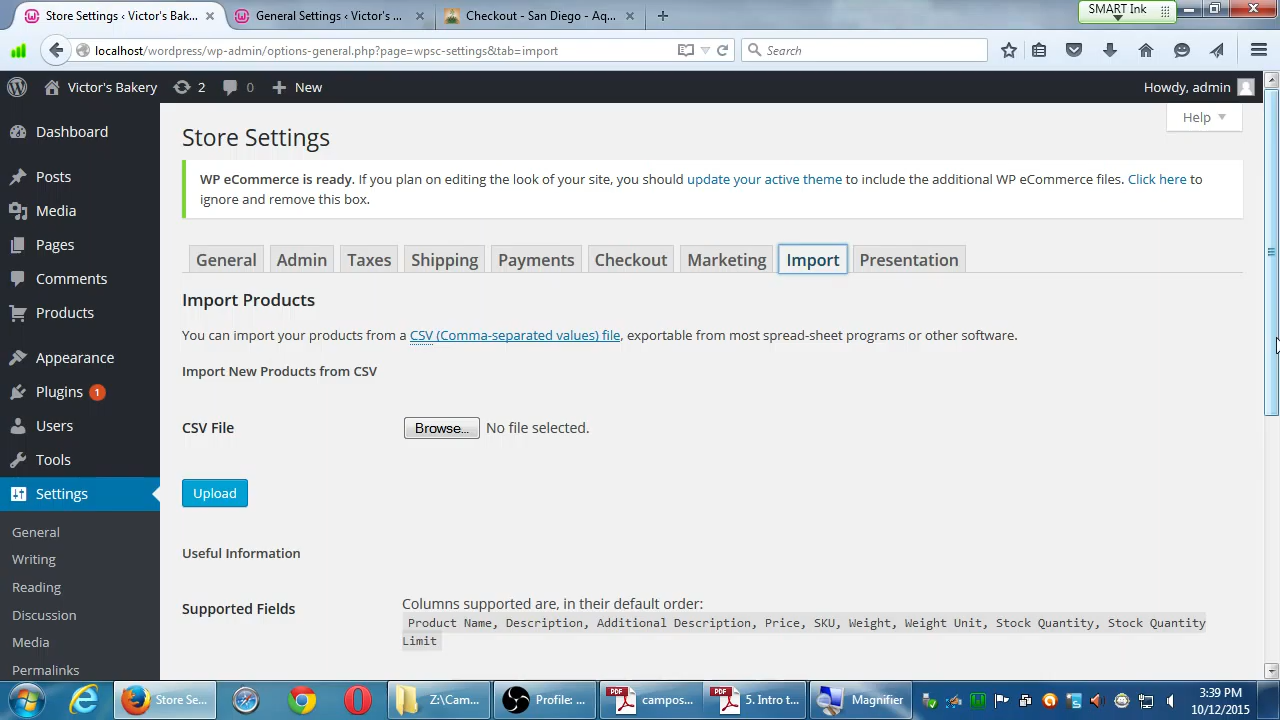 Store Settings ‹ Victor's Bak... ×
General Settings ‹ Victor's ... ×
Checkout - San Diego - Aq... ×
+
SMART Ink
localhost/wordpress/wp-admin/options-general.php?page=wpsc-settings&tab=import
Search
Victor's Bakery
2
0
+ New
Howdy, admin
Dashboard
Posts
Media
Pages
Comments
Products
Appearance
Plugins 1
Users
Tools
Settings
General
Writing
Reading
Discussion
Media
Permalinks
Help
Store Settings
WP eCommerce is ready. If you plan on editing the look of your site, you should update your active theme to include the additional WP eCommerce files. Click here to
ignore and remove this box.
General Admin Taxes Shipping Payments Checkout Marketing Import Presentation
Import Products
You can import your products from a CSV (Comma-separated values) file, exportable from most spread-sheet programs or other software.
Import New Products from CSV
CSV File Browse... No file selected.
Upload
Useful Information
Supported Fields
Columns supported are, in their default order:
Product Name, Description, Additional Description, Price, SKU, Weight, Weight Unit, Stock Quantity, Stock Quantity
Limit
Store Se...
Z:\Cam...
Profile: ...
PDF
campos...
PDF
5. Intro t...
Magnifier
3:39 PM
10/12/2015